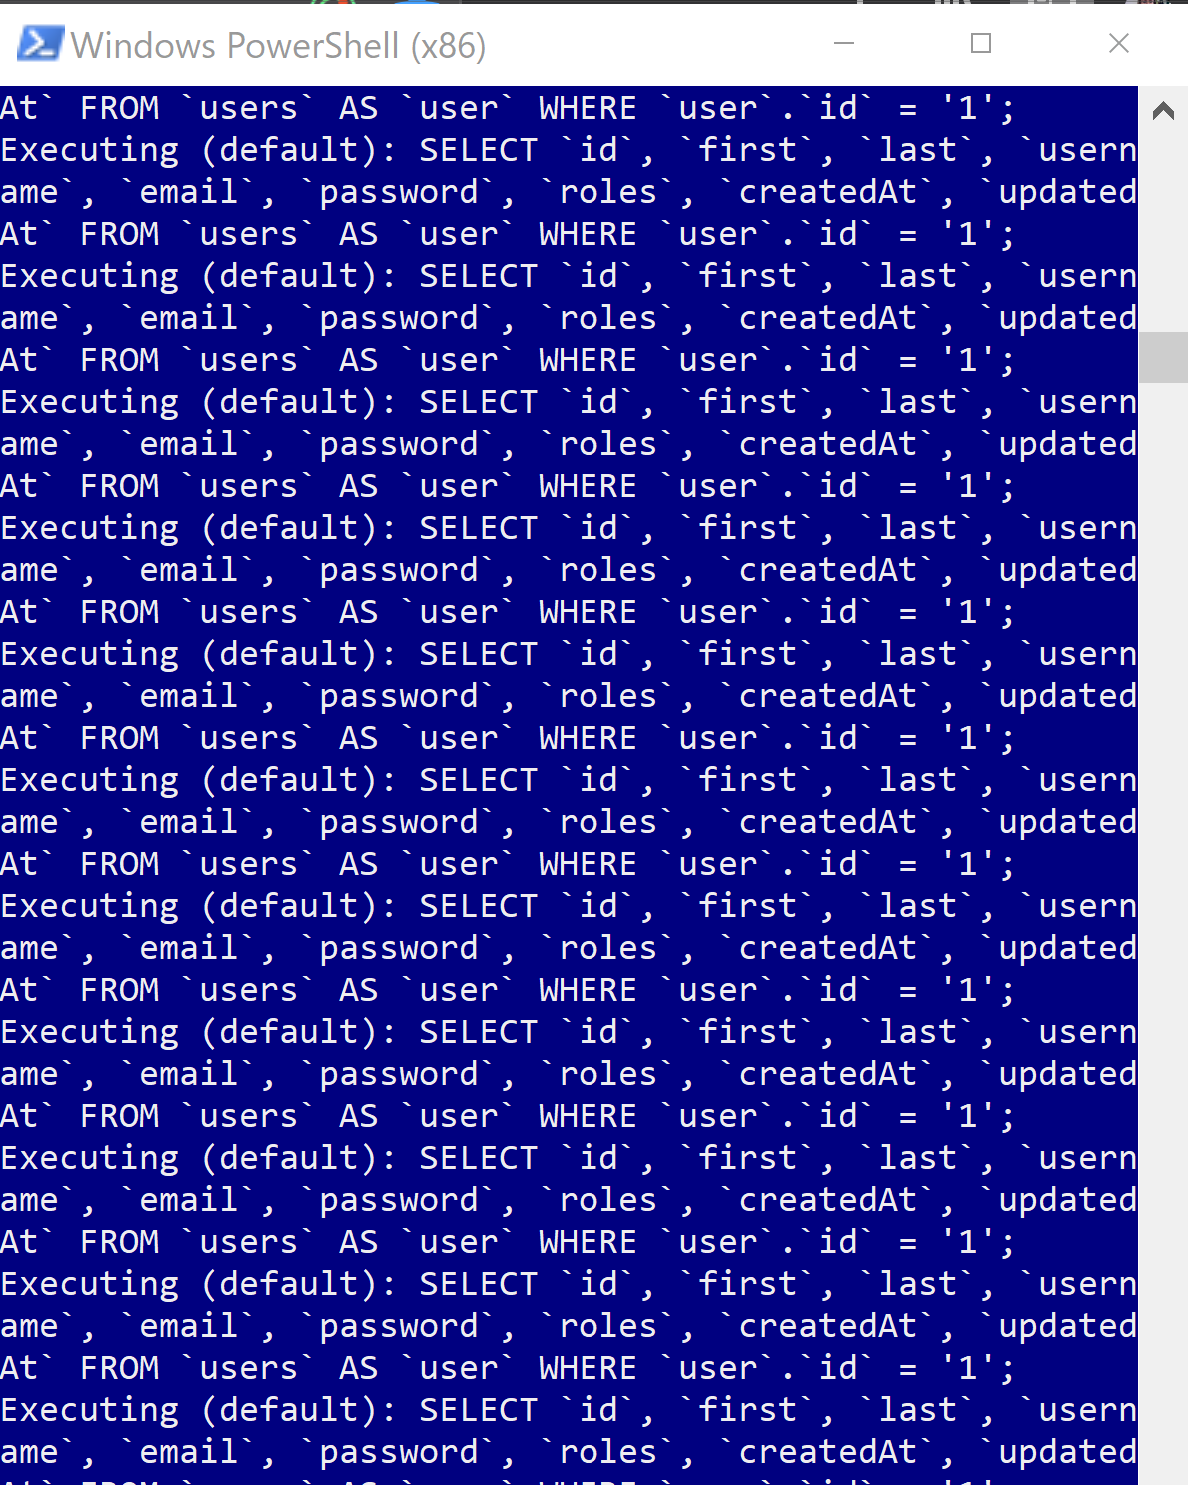 Windows PowerShell (x86)
At` FROM `users` AS `user` WHERE `user`.`id` = '1';
Executing (default): SELECT `id`, `first`, `last`, `usern
ame`, `email`, `password`, `roles`, `createdAt`, `updated
At` FROM `users` AS `user` WHERE `user`.`id` = '1';
Executing (default): SELECT `id`, `first`, `last`, `usern
ame`, `email`, `password`, `roles`, `createdAt`, `updated
At` FROM `users` AS `user` WHERE `user`.`id` = '1';
Executing (default): SELECT `id`, `first`, `last`, `usern
ame`, `email`, `password`, `roles`, `createdAt`, `updated
At` FROM `users` AS `user` WHERE `user`.`id` = '1';
Executing (default): SELECT `id`, `first`, `last`, `usern
ame`, `email`, `password`, `roles`, `createdAt`, `updated
At` FROM `users` AS `user` WHERE `user`.`id` = '1';
Executing (default): SELECT `id`, `first`, `last`, `usern
ame`, `email`, `password`, `roles`, `createdAt`, `updated
At` FROM `users` AS `user` WHERE `user`.`id` = '1';
Executing (default): SELECT `id`, `first`, `last`, `usern
ame`, `email`, `password`, `roles`, `createdAt`, `updated
At` FROM `users` AS `user` WHERE `user`.`id` = '1';
Executing (default): SELECT `id`, `first`, `last`, `usern
ame`, `email`, `password`, `roles`, `createdAt`, `updated
At` FROM `users` AS `user` WHERE `user`.`id` = '1';
Executing (default): SELECT `id`, `first`, `last`, `usern
ame`, `email`, `password`, `roles`, `createdAt`, `updated
At` FROM `users` AS `user` WHERE `user`.`id` = '1';
Executing (default): SELECT `id`, `first`, `last`, `usern
ame`, `email`, `password`, `roles`, `createdAt`, `updated
At` FROM `users` AS `user` WHERE `user`.`id` = '1';
Executing (default): SELECT `id`, `first`, `last`, `usern
ame`, `email`, `password`, `roles`, `createdAt`, `updated
At` FROM `users` AS `user` WHERE `user`.`id` = '1';
Executing (default): SELECT `id`, `first`, `last`, `usern
ame`, `email`, `password`, `roles`, `createdAt`, `updated